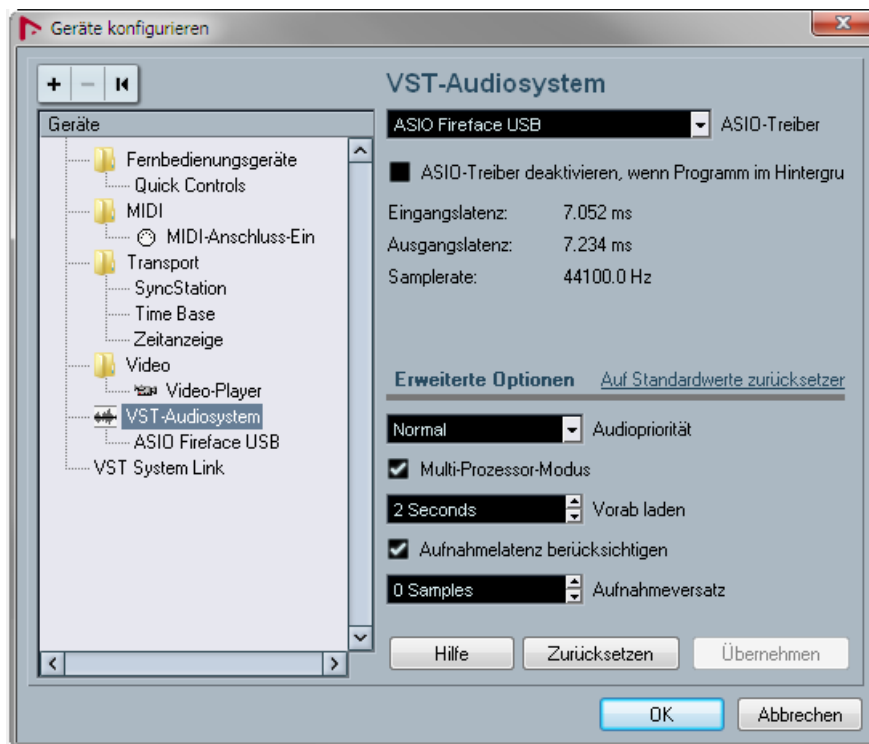 Geräte konfigurieren
Geräte
Fernbedienungsgeräte
Quick Controls
MIDI
MIDI-Anschluss-Ein
Transport
SyncStation
Time Base
Zeitanzeige
Video
Video-Player
VST-Audiosystem
ASIO Fireface USB
VST System Link
VST-Audiosystem
ASIO Fireface USB ASIO-Treiber
ASIO-Treiber deaktivieren, wenn Programm im Hintergru
Eingangslatenz: 7.052 ms
Ausgangslatenz: 7.234 ms
Samplerate: 44100.0 Hz
Erweiterte Optionen Auf Standardwerte zurücksetzer
Normal Audiopriorität
Multi-Prozessor-Modus
2 Seconds Vorab laden
Aufnahmelatenz berücksichtigen
0 Samples Aufnahmeversatz
Hilfe Zurücksetzen Übernehmen
OK Abbrechen